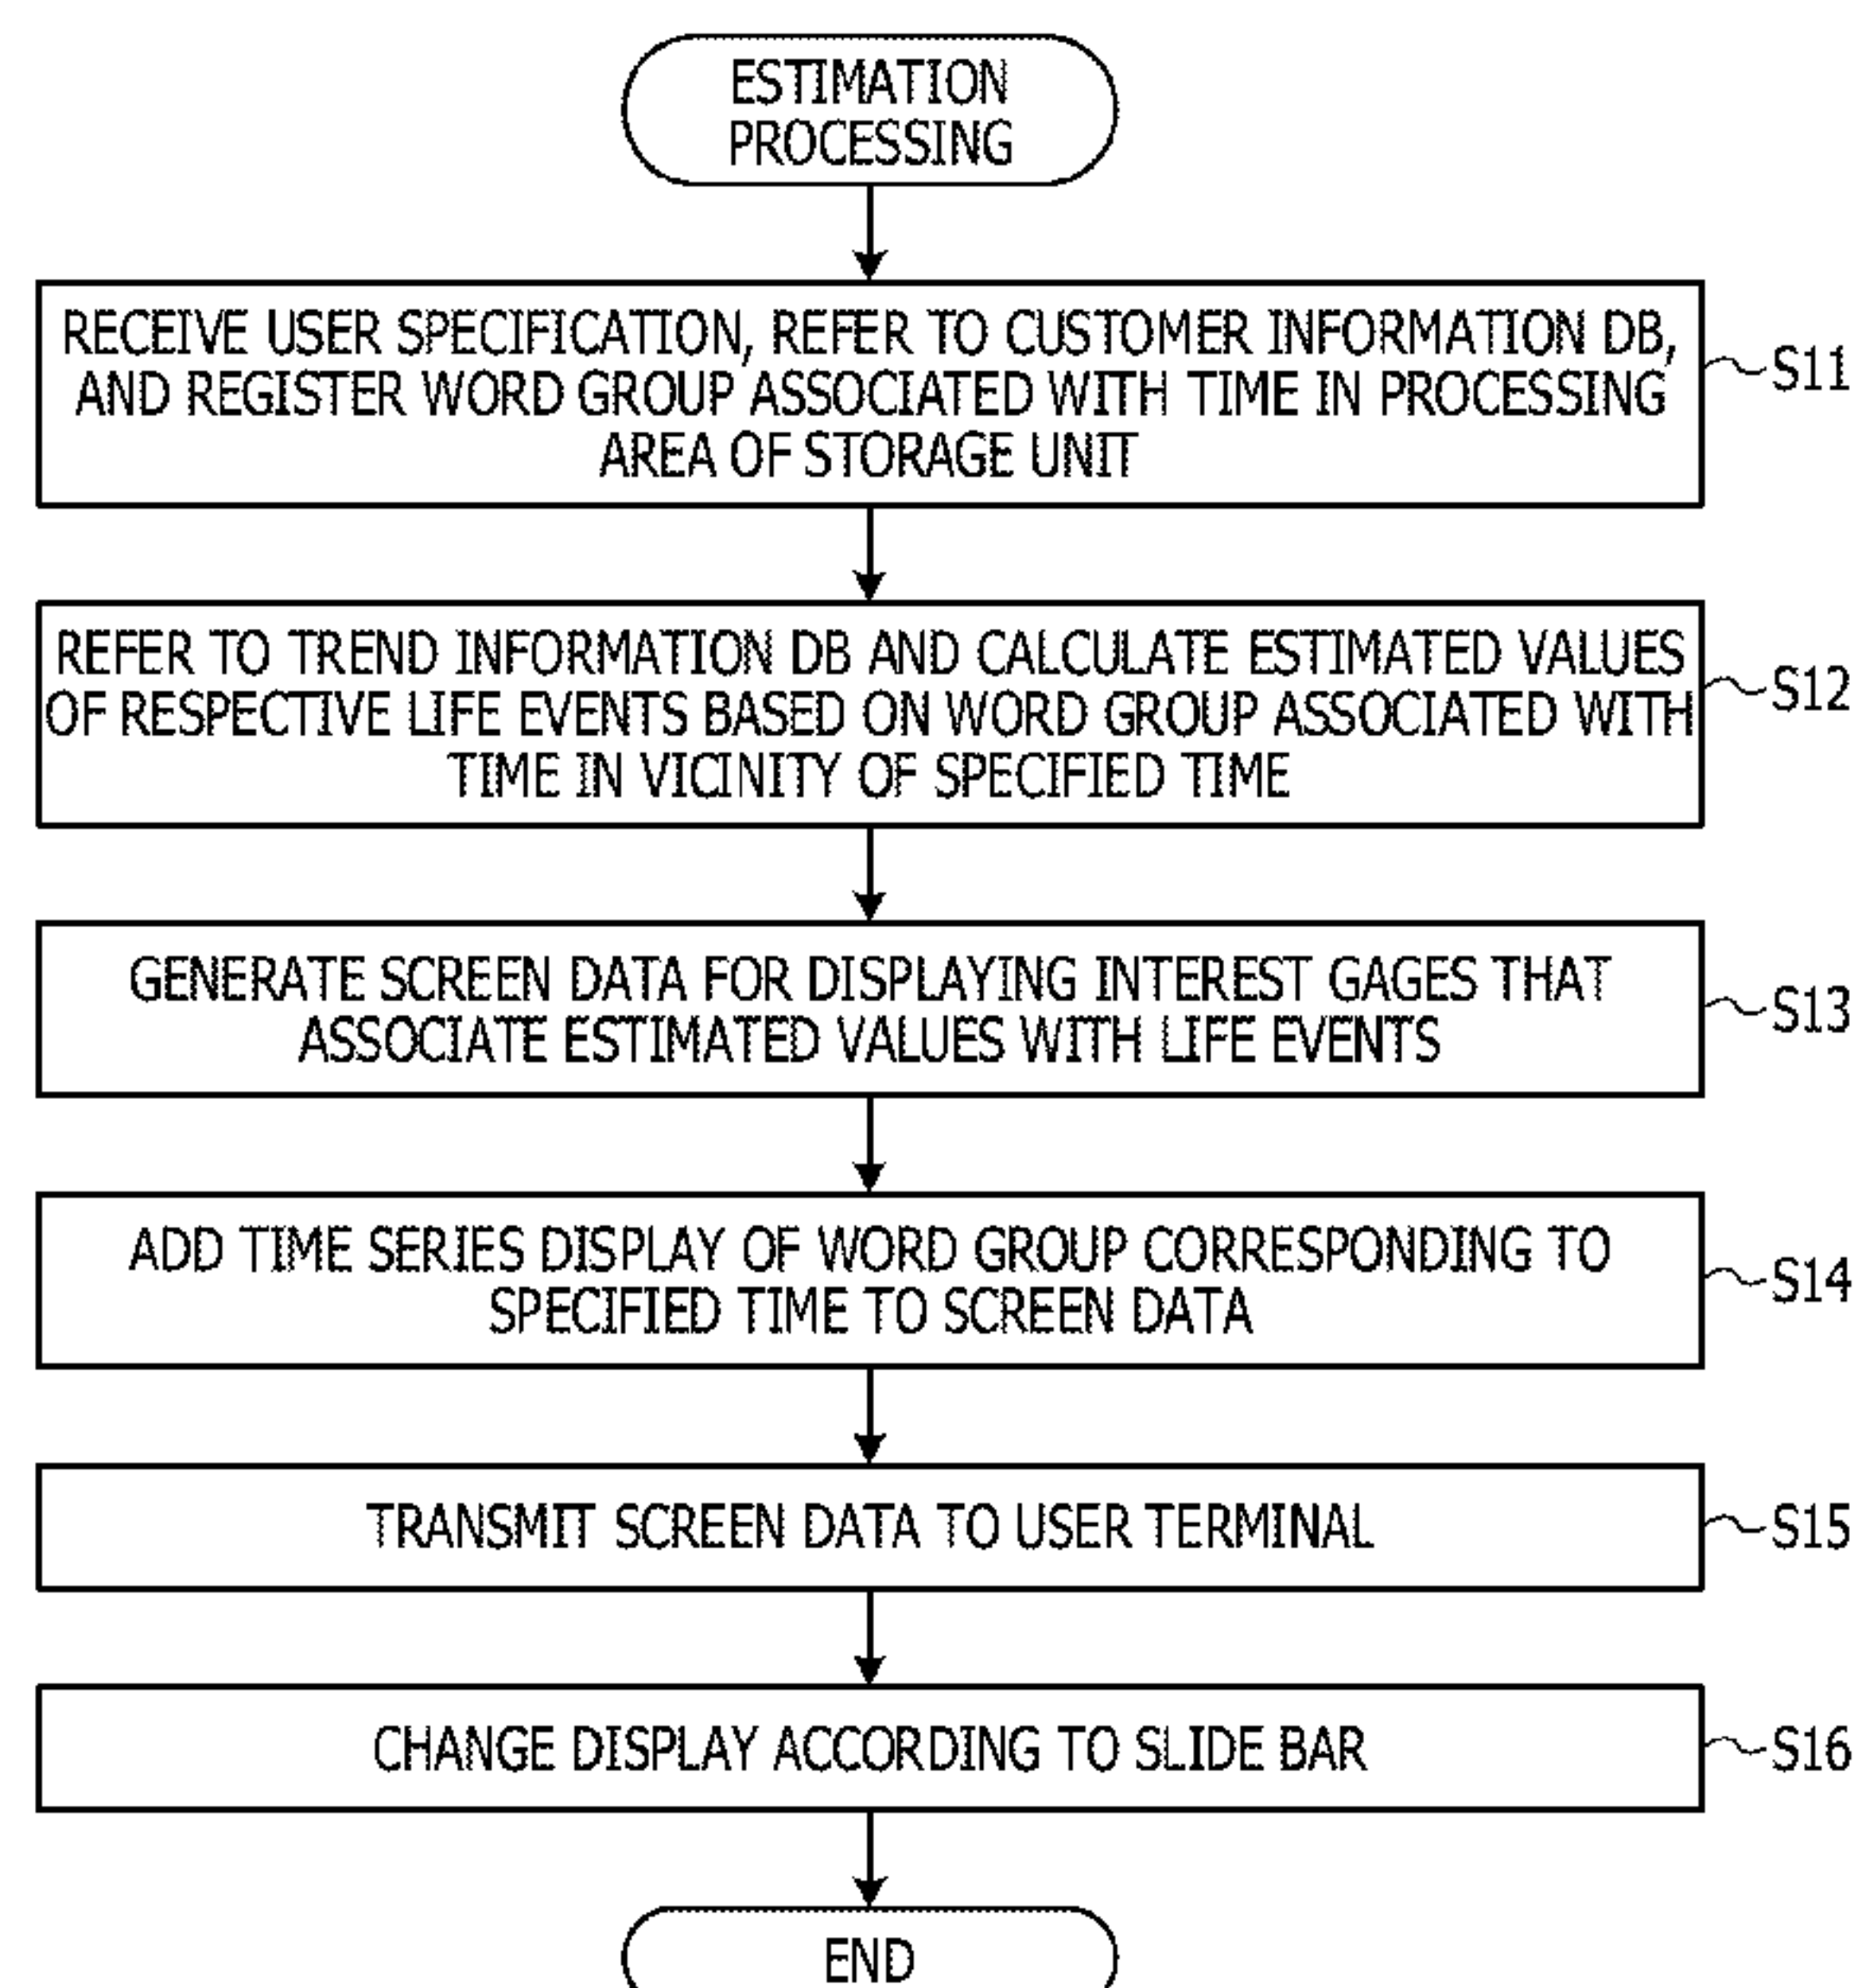 ESTIMATION
PROCESSING
RECEIVE USER SPECIFICATION, REFER TO CUSTOMER INFORMATION DB,
AND REGISTER WORD GROUP ASSOCIATED WITH TIME IN PROCESSING
AREA OF STORAGE UNIT
S11
REFER TO TREND INFORMATION DB AND CALCULATE ESTIMATED VALUES
OF RESPECTIVE LIFE EVENTS BASED ON WORD GROUP ASSOCIATED WITH
TIME IN VICINITY OF SPECIFIED TIME
S12
GENERATE SCREEN DATA FOR DISPLAYING INTEREST GAGES THAT
ASSOCIATE ESTIMATED VALUES WITH LIFE EVENTS
S13
ADD TIME SERIES DISPLAY OF WORD GROUP CORRESPONDING TO
SPECIFIED TIME TO SCREEN DATA
S14
TRANSMIT SCREEN DATA TO USER TERMINAL
S15
CHANGE DISPLAY ACCORDING TO SLIDE BAR
S16
END